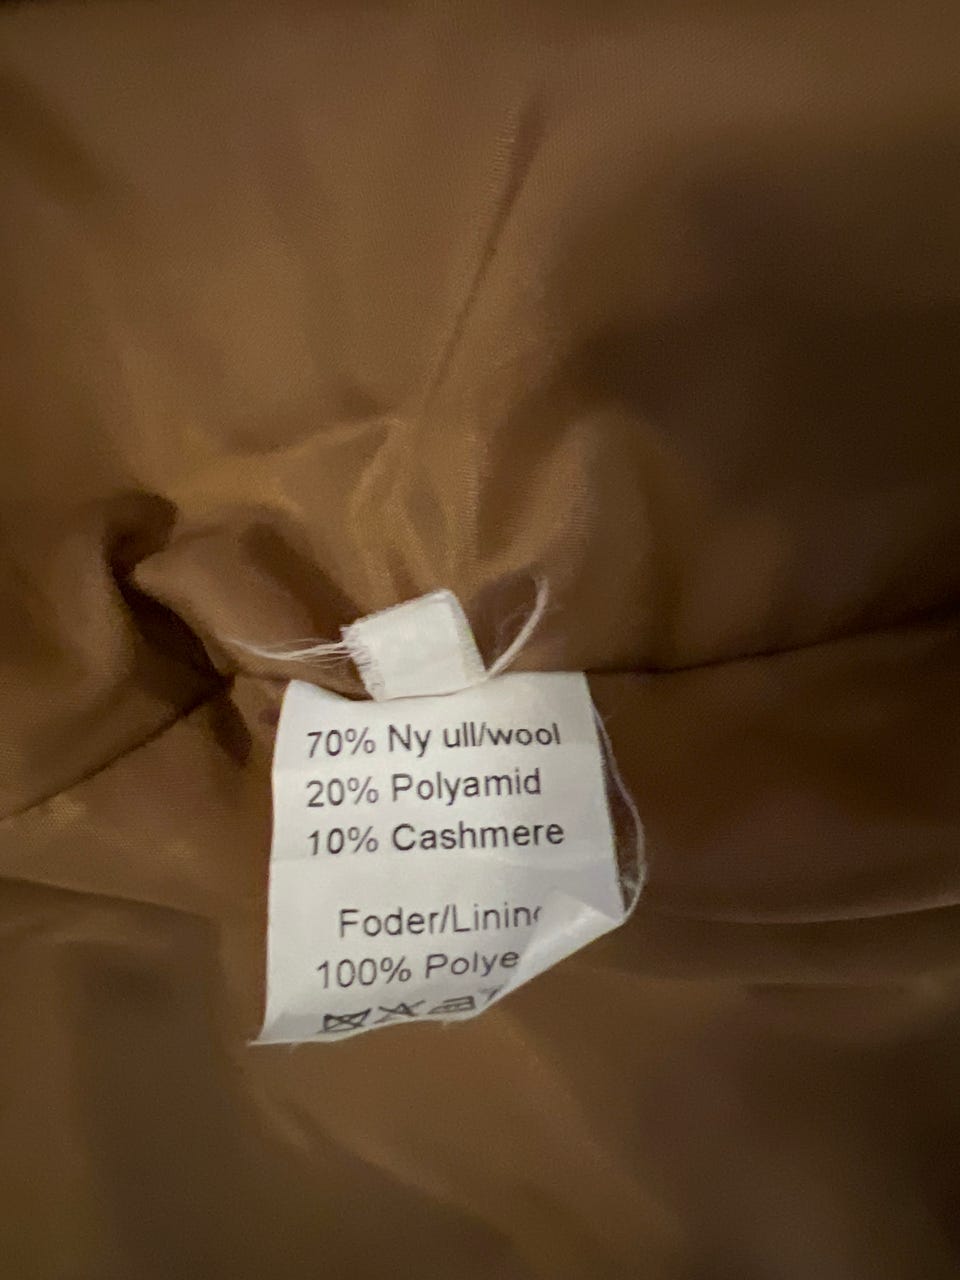 70% Ny ull/wool
20% Polyamid
10% Cashmere
Foder/Linin
100% Polye